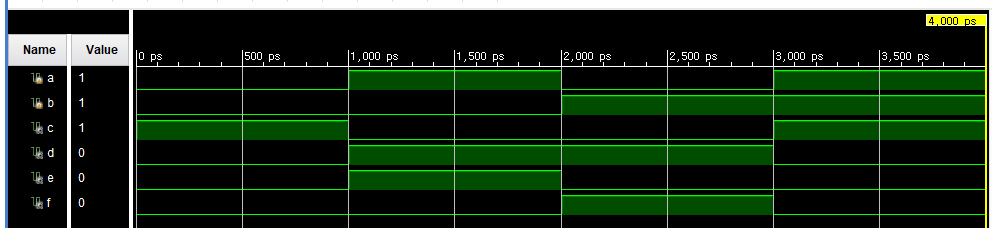 4,000 ps
Name Value
0 ps 500 ps 1,000 ps 1,500 ps 2,000 ps 2,500 ps 3,000 ps 3,500 ps
a 1
b 1
c 1
d 0
e 0
f 0